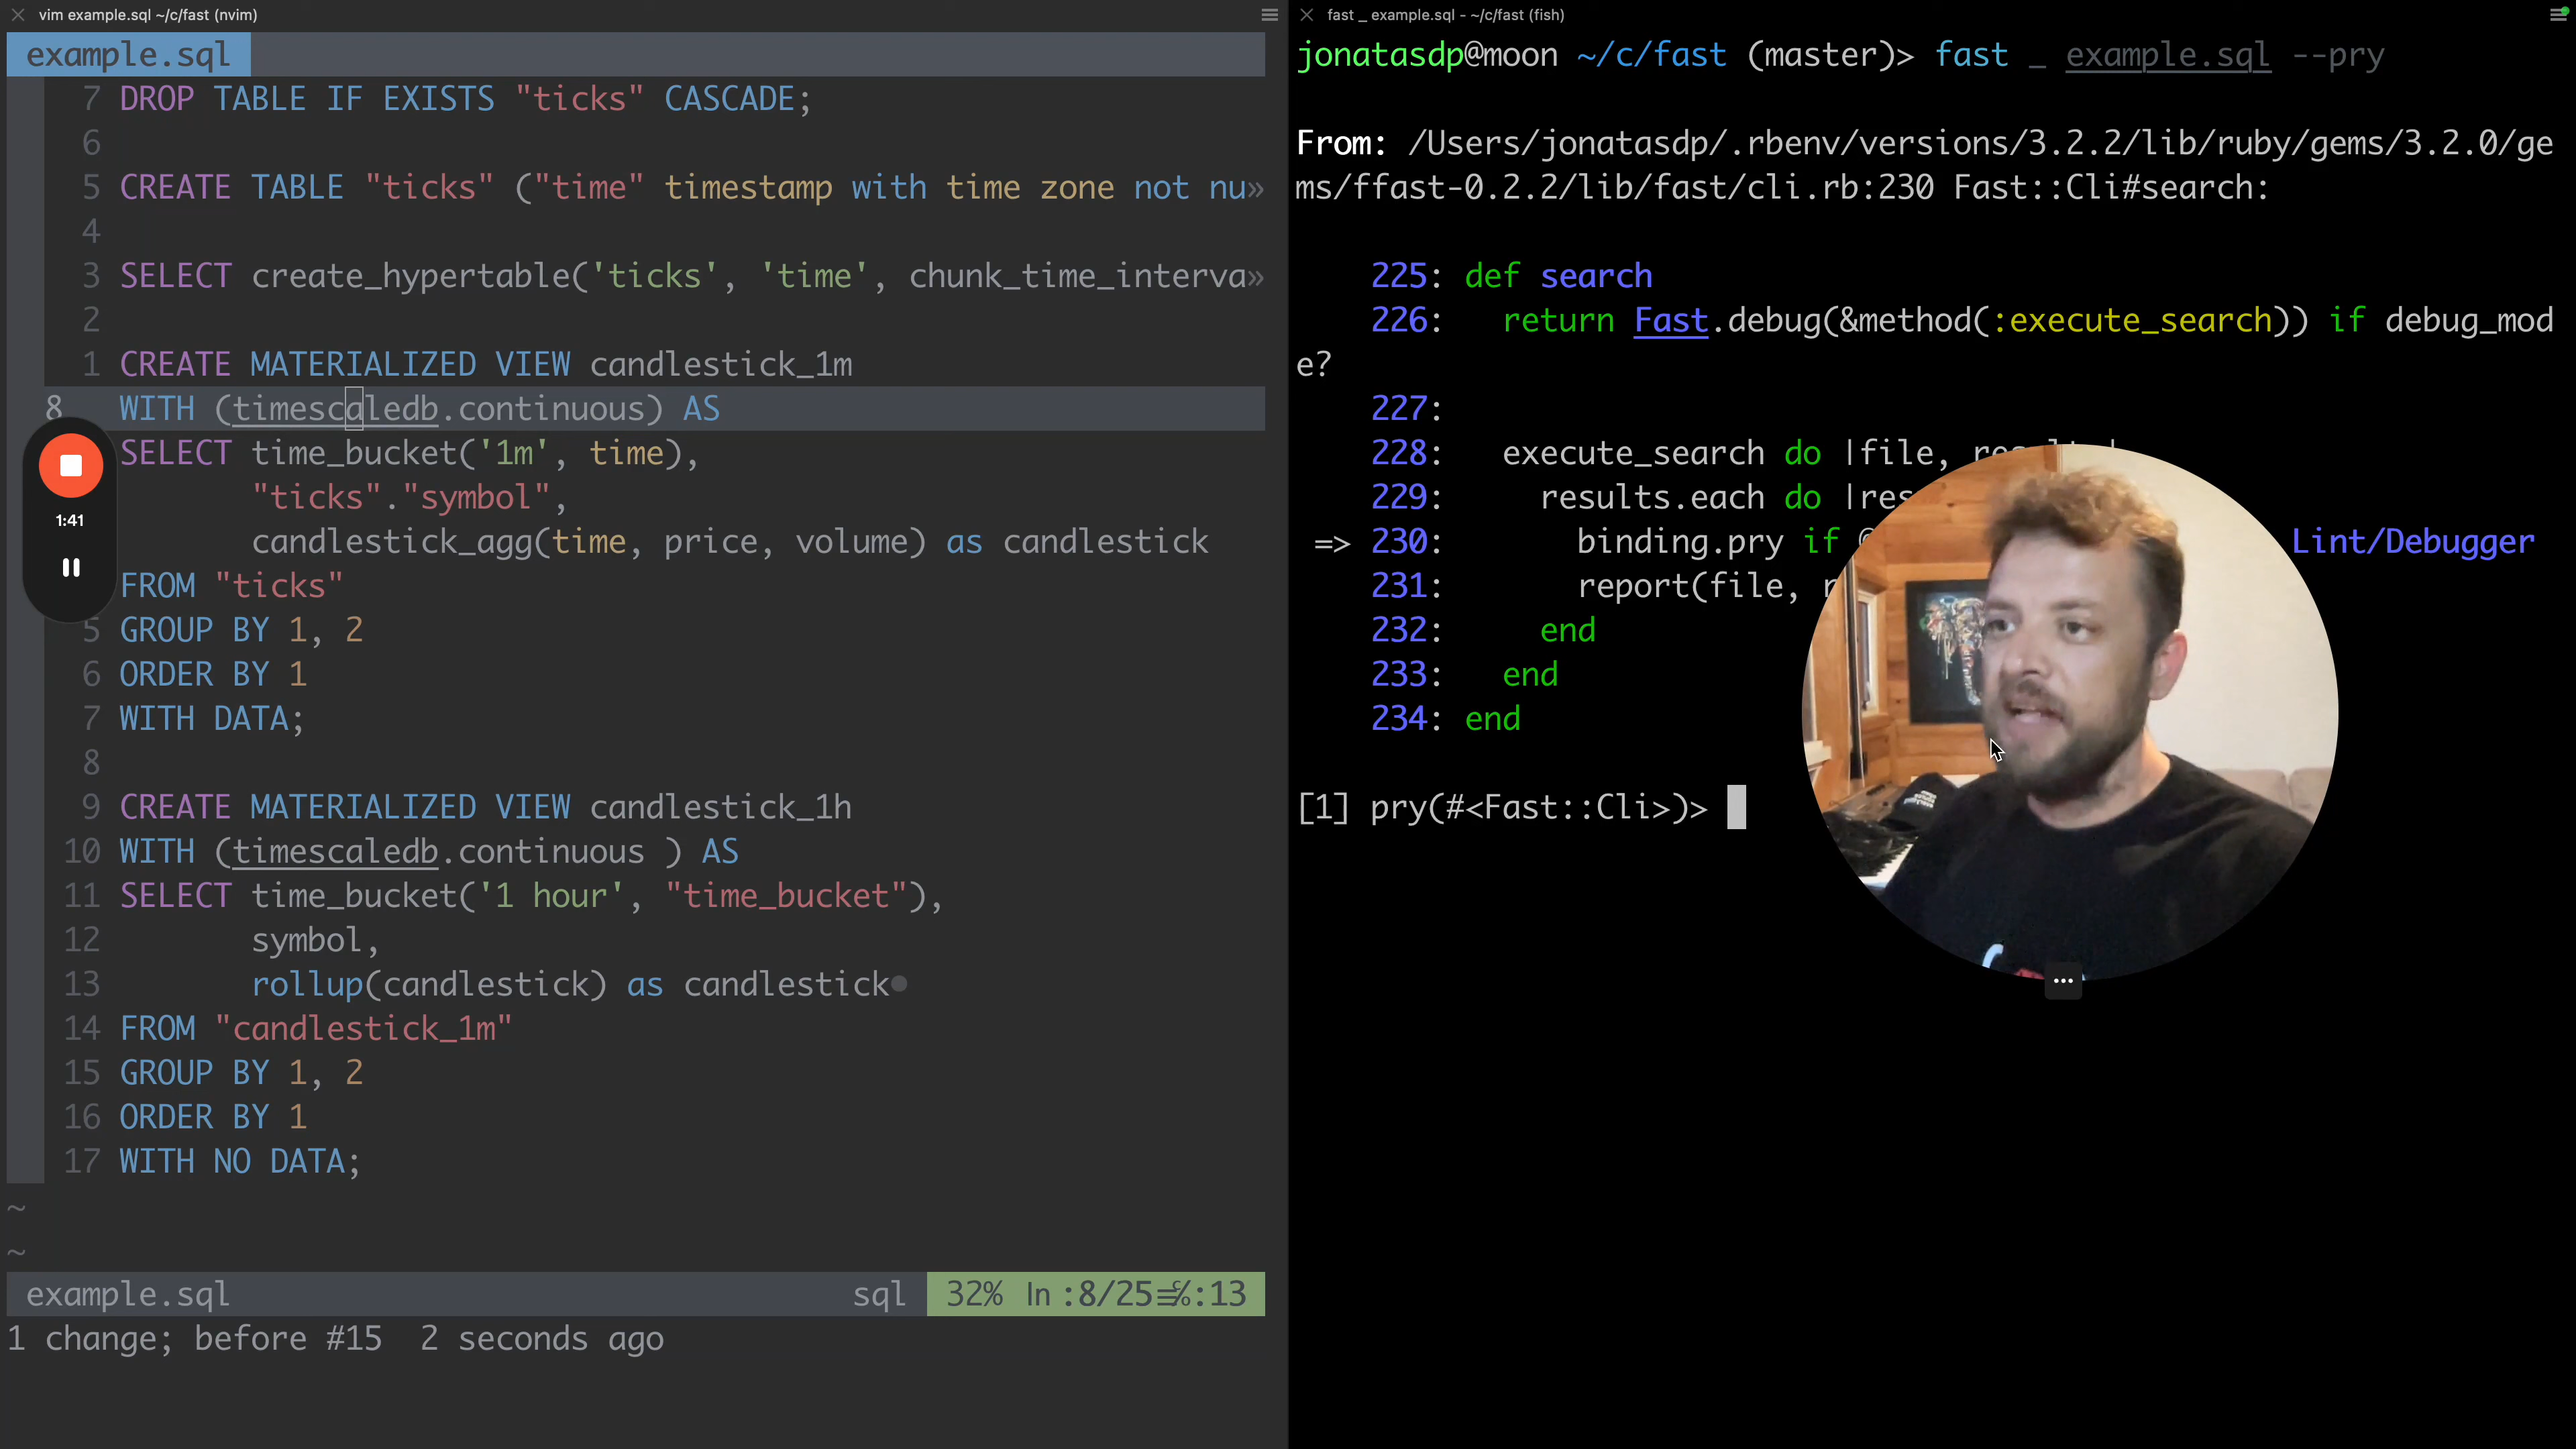 vim example.sql ~/c/fast (nvim)
example.sql
7 DROP TABLE IF EXISTS "ticks" CASCADE;
6
5 CREATE TABLE "ticks" ("time" timestamp with time zone not nu»
4
3 SELECT create_hypertable('ticks', 'time', chunk_time_interva»
2
1 CREATE MATERIALIZED VIEW candlestick_1m
8 WITH (timescaledb.continuous) AS
SELECT time_bucket('1m', time),
"ticks"."symbol",
candlestick_agg(time, price, volume) as candlestick
FROM "ticks"
5 GROUP BY 1, 2
6 ORDER BY 1
7 WITH DATA;
8
9 CREATE MATERIALIZED VIEW candlestick_1h
10 WITH (timescaledb.continuous ) AS
11 SELECT time_bucket('1 hour', "time_bucket"),
12 symbol,
13 rollup(candlestick) as candlestick
14 FROM "candlestick_1m"
15 GROUP BY 1, 2
16 ORDER BY 1
17 WITH NO DATA;
~
~
example.sql sql 32% ln :8/25≡℅:13
1 change; before #15 2 seconds ago
1:41
fast _ example.sql - ~/c/fast (fish)
jonatasdp@moon ~/c/fast (master)> fast _ example.sql --pry
From: /Users/jonatasdp/.rbenv/versions/3.2.2/lib/ruby/gems/3.2.0/ge
ms/ffast-0.2.2/lib/fast/cli.rb:230 Fast::Cli#search:
225: def search
226: return Fast.debug(&method(:execute_search)) if debug_mod
e?
227:
228: execute_search do |file,
229: results.each do
=> 230: binding.pry if Lint/Debugger
231: report(file,
232: end
233: end
234: end
[1] pry(#<Fast::Cli>)>